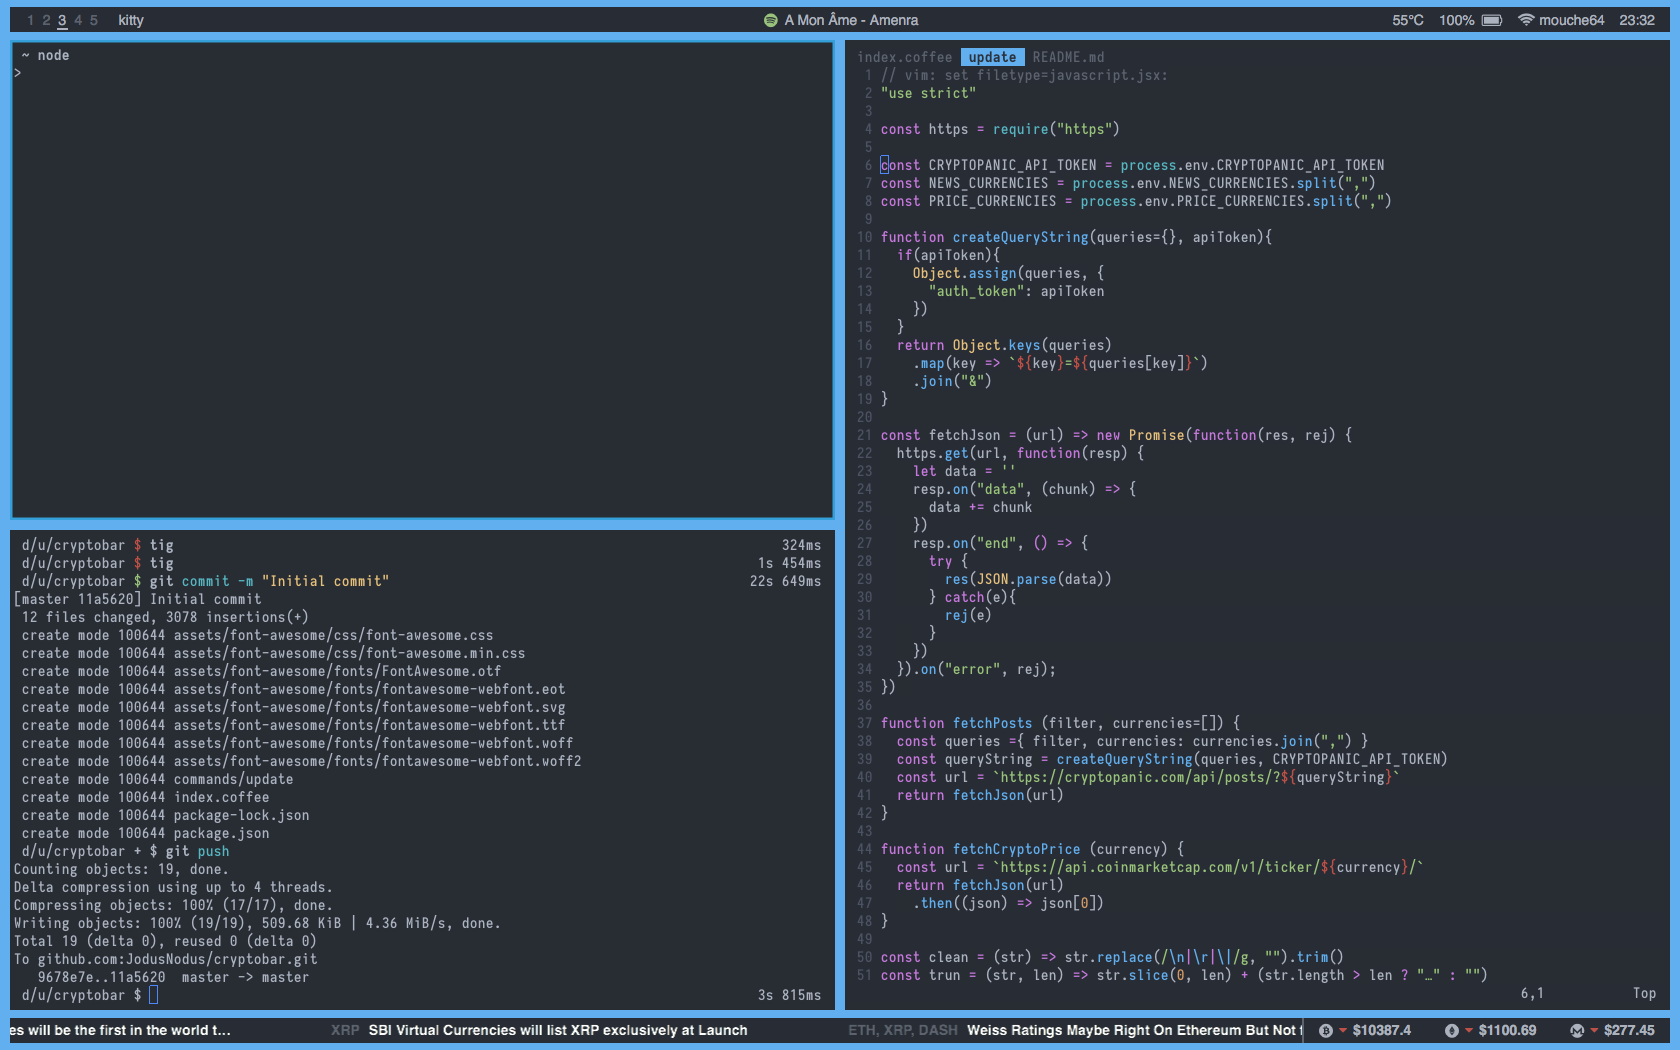 1 2 3 4 5 kitty
A Mon Âme - Amenra
55°C 100% mouche64 23:32
~ node
>
d/u/cryptobar $ tig 324ms
d/u/cryptobar $ tig 1s 454ms
d/u/cryptobar $ git commit -m "Initial commit" 22s 649ms
[master 11a5620] Initial commit
12 files changed, 3078 insertions(+)
create mode 100644 assets/font-awesome/css/font-awesome.css
create mode 100644 assets/font-awesome/css/font-awesome.min.css
create mode 100644 assets/font-awesome/fonts/FontAwesome.otf
create mode 100644 assets/font-awesome/fonts/fontawesome-webfont.eot
create mode 100644 assets/font-awesome/fonts/fontawesome-webfont.svg
create mode 100644 assets/font-awesome/fonts/fontawesome-webfont.ttf
create mode 100644 assets/font-awesome/fonts/fontawesome-webfont.woff
create mode 100644 assets/font-awesome/fonts/fontawesome-webfont.woff2
create mode 100644 commands/update
create mode 100644 index.coffee
create mode 100644 package-lock.json
create mode 100644 package.json
d/u/cryptobar + $ git push
Counting objects: 19, done.
Delta compression using up to 4 threads.
Compressing objects: 100% (17/17), done.
Writing objects: 100% (19/19), 509.68 KiB | 4.36 MiB/s, done.
Total 19 (delta 0), reused 0 (delta 0)
To github.com:JodusNodus/cryptobar.git
9678e7e..11a5620  master -> master
d/u/cryptobar $ 3s 815ms
index.coffee update README.md
1 // vim: set filetype=javascript.jsx:
2 "use strict"
3
4 const https = require("https")
5
6 const CRYPTOPANIC_API_TOKEN = process.env.CRYPTOPANIC_API_TOKEN
7 const NEWS_CURRENCIES = process.env.NEWS_CURRENCIES.split(",")
8 const PRICE_CURRENCIES = process.env.PRICE_CURRENCIES.split(",")
9
10 function createQueryString(queries={}, apiToken){
11   if(apiToken){
12     Object.assign(queries, {
13       "auth_token": apiToken
14     })
15   }
16   return Object.keys(queries)
17     .map(key => `${key}=${queries[key]}`)
18     .join("&")
19 }
20
21 const fetchJson = (url) => new Promise(function(res, rej) {
22   https.get(url, function(resp) {
23     let data = ''
24     resp.on("data", (chunk) => {
25       data += chunk
26     })
27     resp.on("end", () => {
28       try {
29         res(JSON.parse(data))
30       } catch(e){
31         rej(e)
32       }
33     })
34   }).on("error", rej);
35 })
36
37 function fetchPosts (filter, currencies=[]) {
38   const queries ={ filter, currencies: currencies.join(",") }
39   const queryString = createQueryString(queries, CRYPTOPANIC_API_TOKEN)
40   const url = `https://cryptopanic.com/api/posts/?${queryString}`
41   return fetchJson(url)
42 }
43
44 function fetchCryptoPrice (currency) {
45   const url = `https://api.coinmarketcap.com/v1/ticker/${currency}/`
46   return fetchJson(url)
47     .then((json) => json[0])
48 }
49
50 const clean = (str) => str.replace(/\n|\r|\|/g, "").trim()
51 const trun = (str, len) => str.slice(0, len) + (str.length > len ? "…" : "")
6,1 Top
es will be the first in the world t… XRP SBI Virtual Currencies will list XRP exclusively at Launch ETH, XRP, DASH Weiss Ratings Maybe Right On Ethereum But Not $10387.4 $1100.69 $277.45